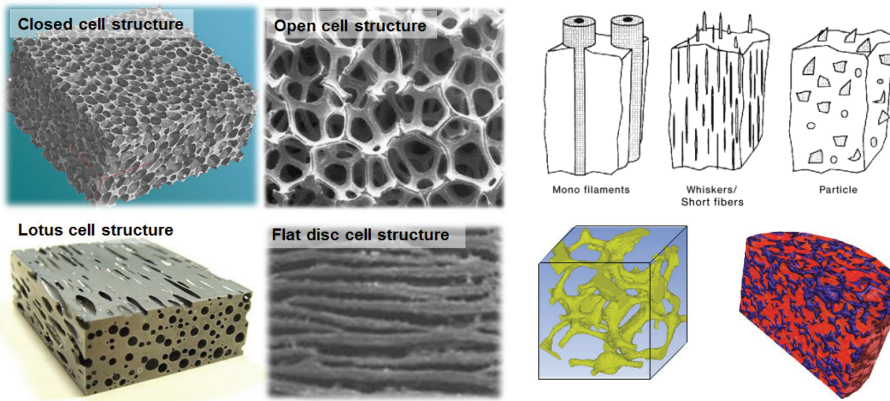 Closed cell structure
Open cell structure
Mono filaments
Whiskers/
Short fibers
Particle
Lotus cell structure
Flat disc cell structure